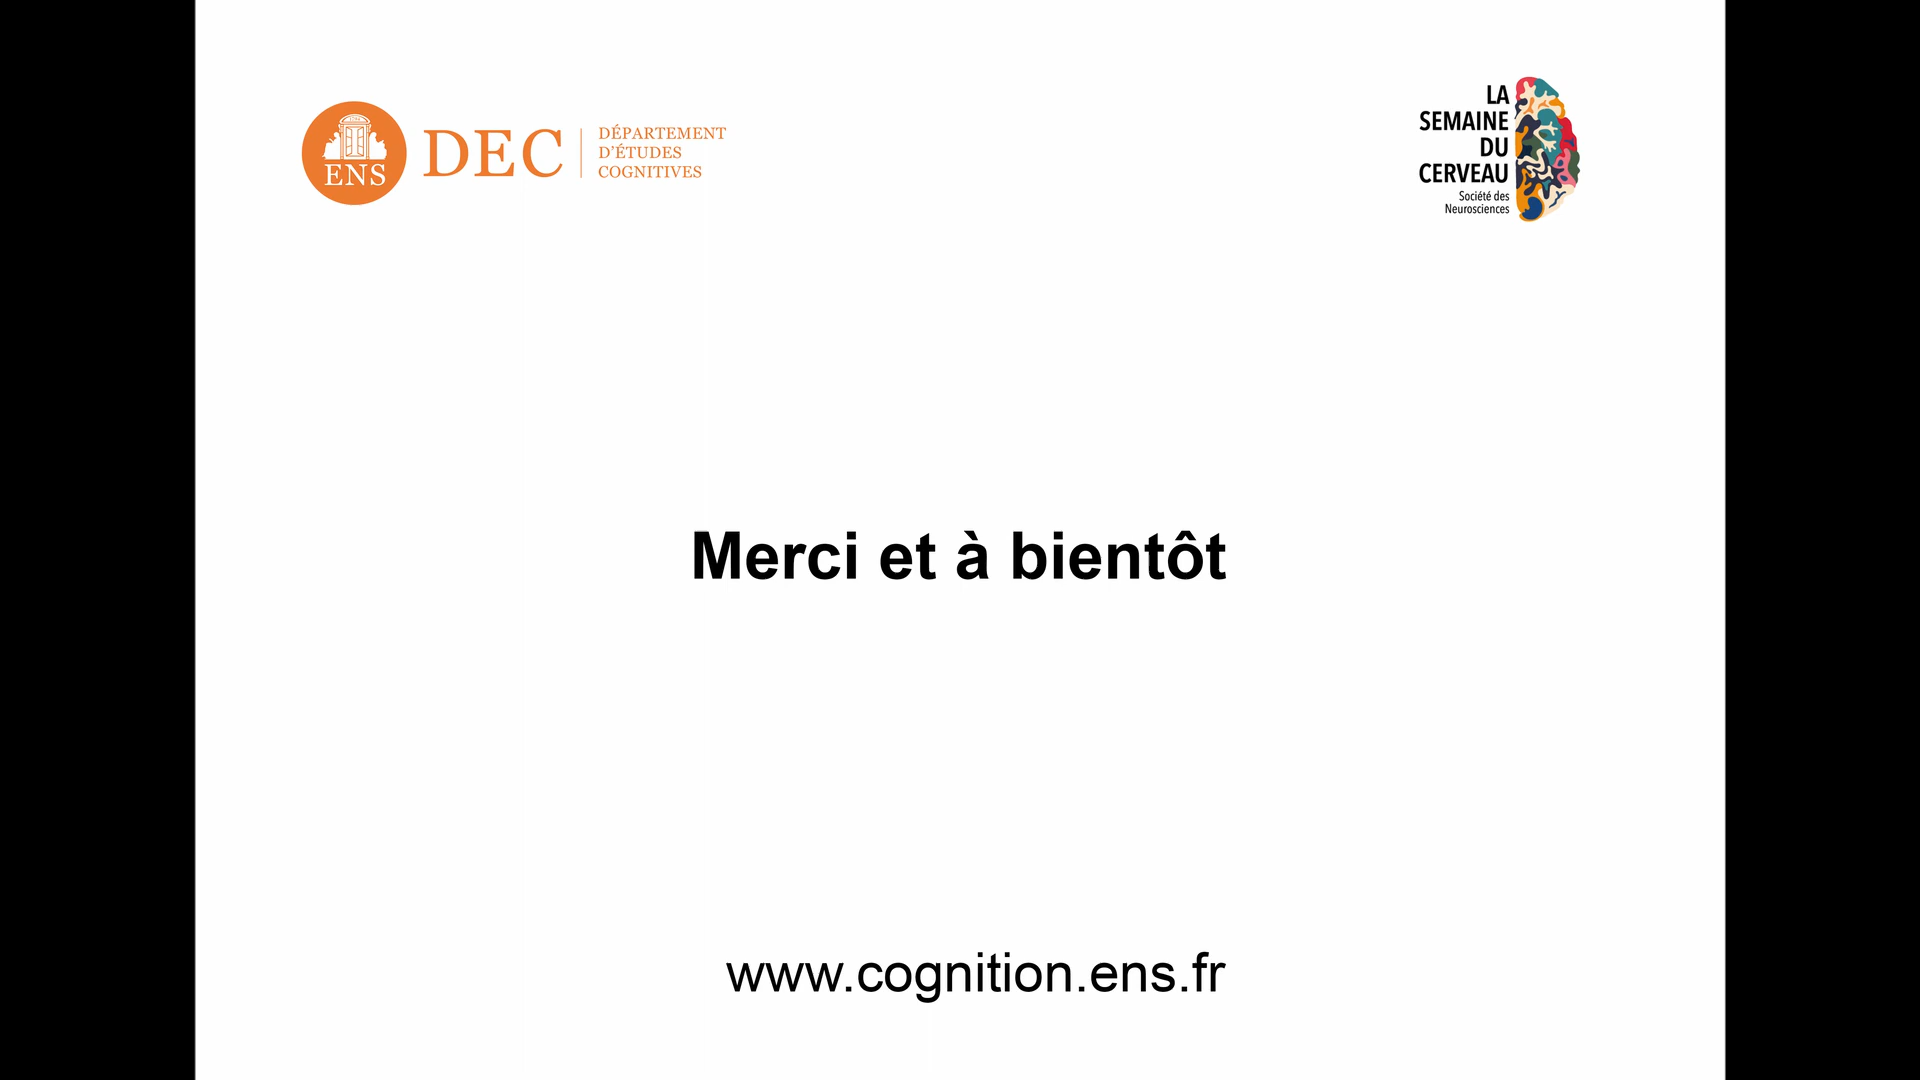 ENS
DEC
DÉPARTEMENT
D'ÉTUDES
COGNITIVES
LA
SEMAINE
DU
CERVEAU
Société des
Neurosciences
Merci et à bientôt
www.cognition.ens.fr